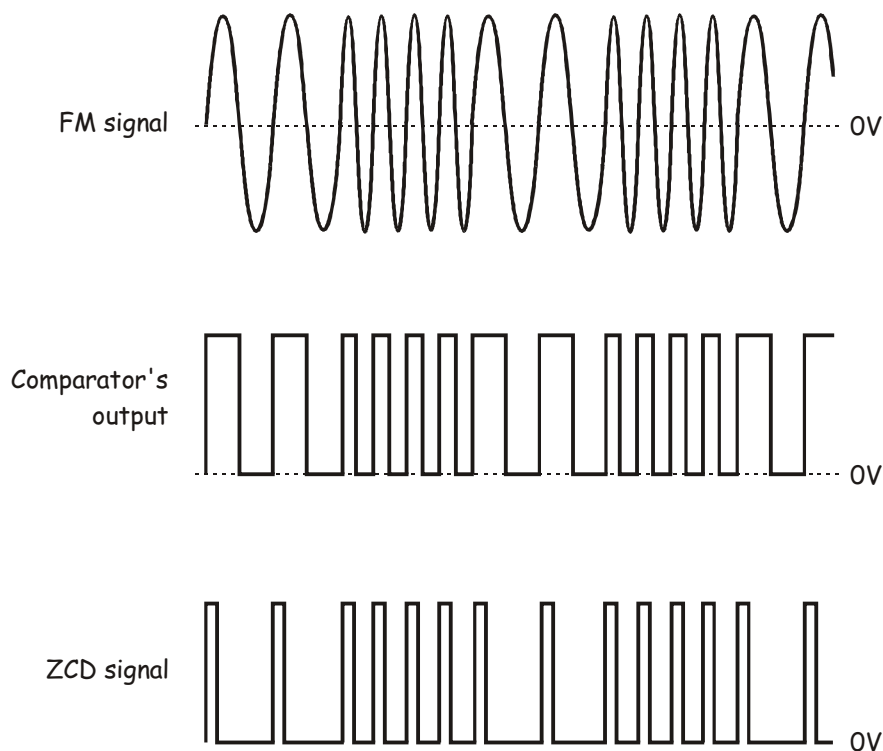 FM signal
0V
Comparator's
output
0V
ZCD signal
0V